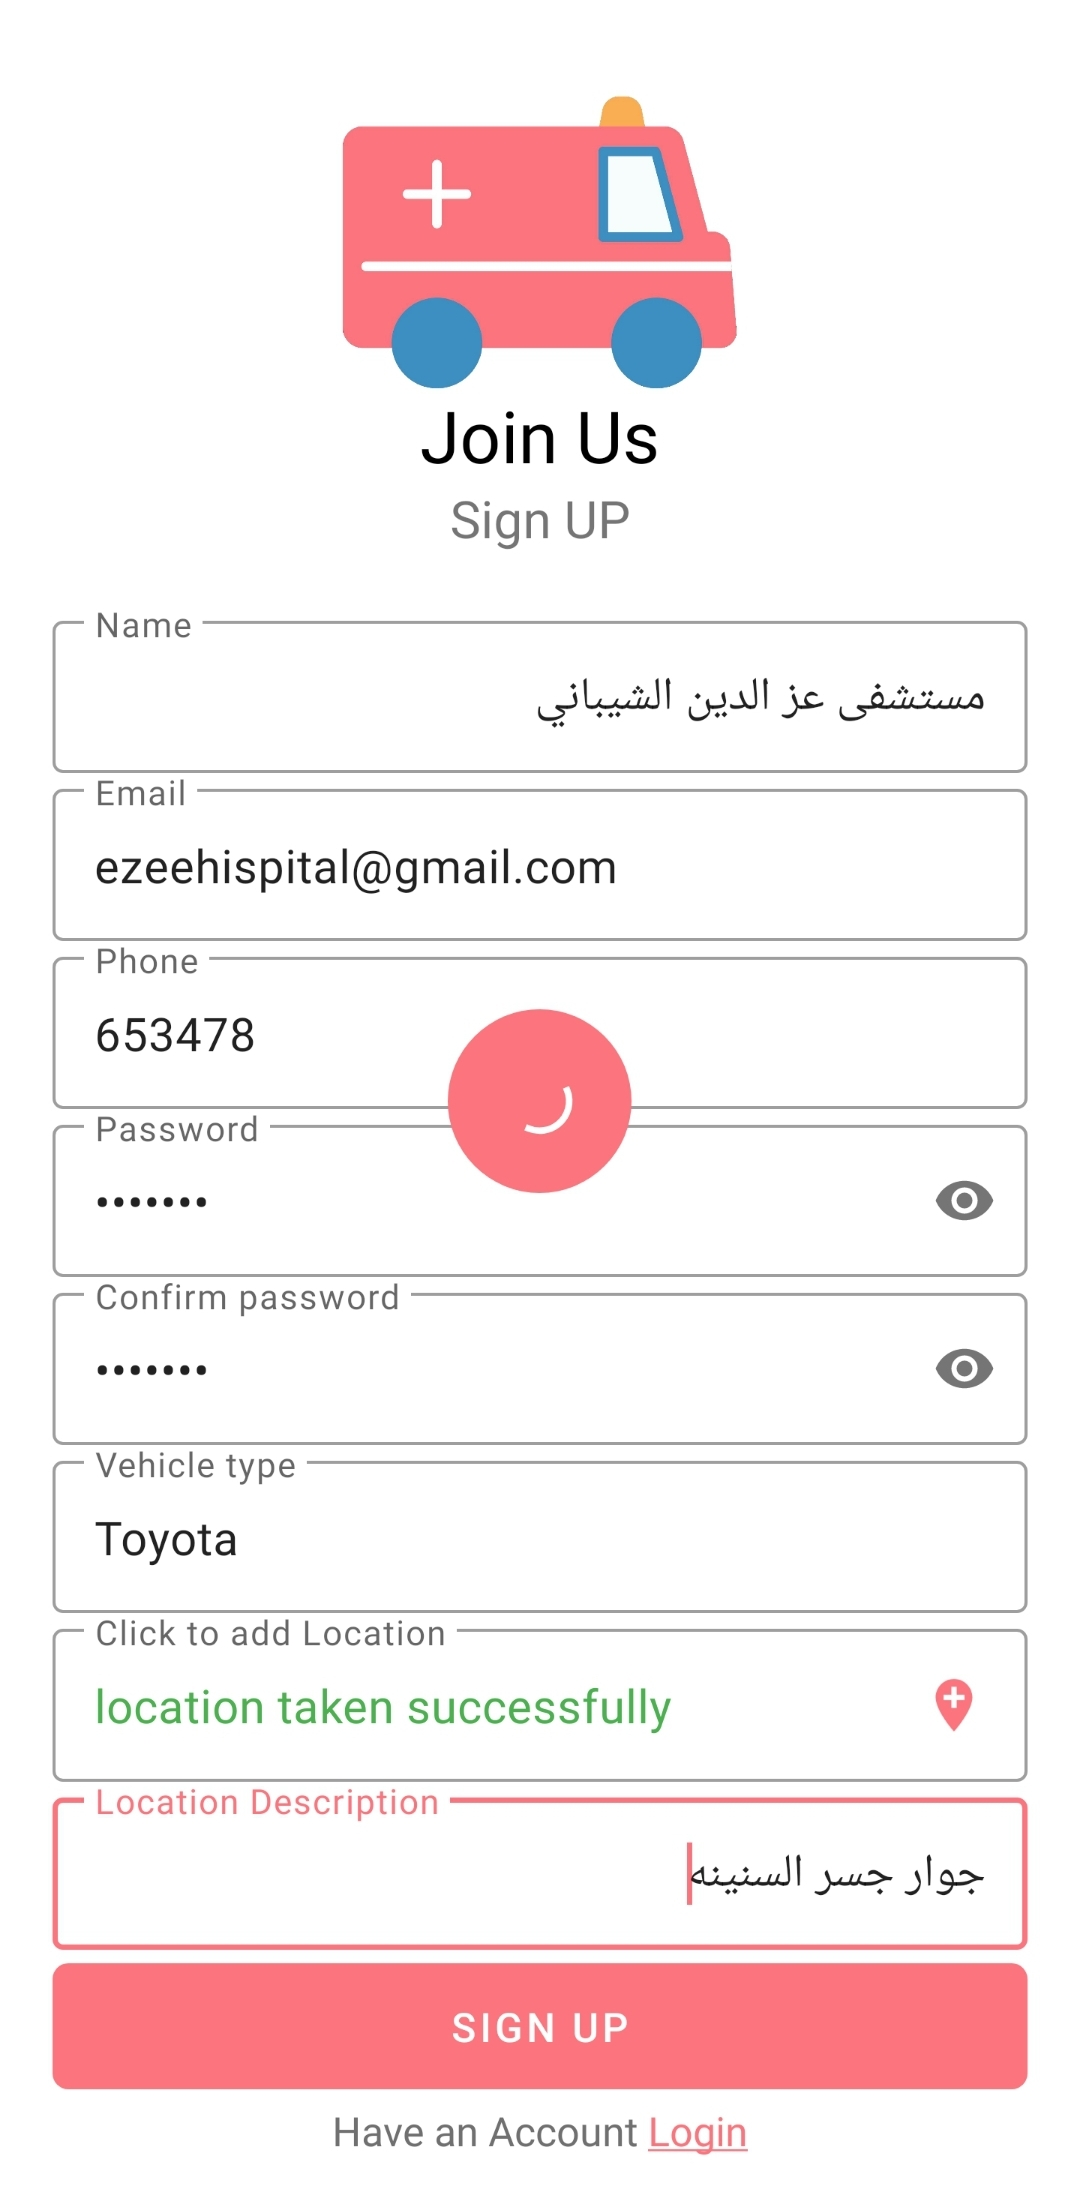 Join Us
Sign UP
Name
مستشفى عز الدين الشيباني
Email
ezeehispital@gmail.com
Phone
653478
Password
•••••••
Confirm password
•••••••
Vehicle type
Toyota
Click to add Location
location taken successfully
Location Description
جوار جسر السنينه
SIGN UP
Have an Account Login